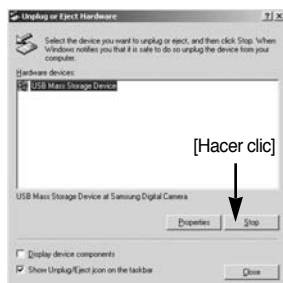 Unplug or Eject Hardware
Select the device you want to unplug or eject, and then click Stop. When
Windows notifies you that it is safe to do so unplug the device from your
computer.
Hardware devices:
USB Mass Storage Device
[Hacer clic]
USB Mass Storage Device at Samsung Digital Camera
Properties
Stop
Display device components
Show Unplug/Eject icon on the taskbar
Close